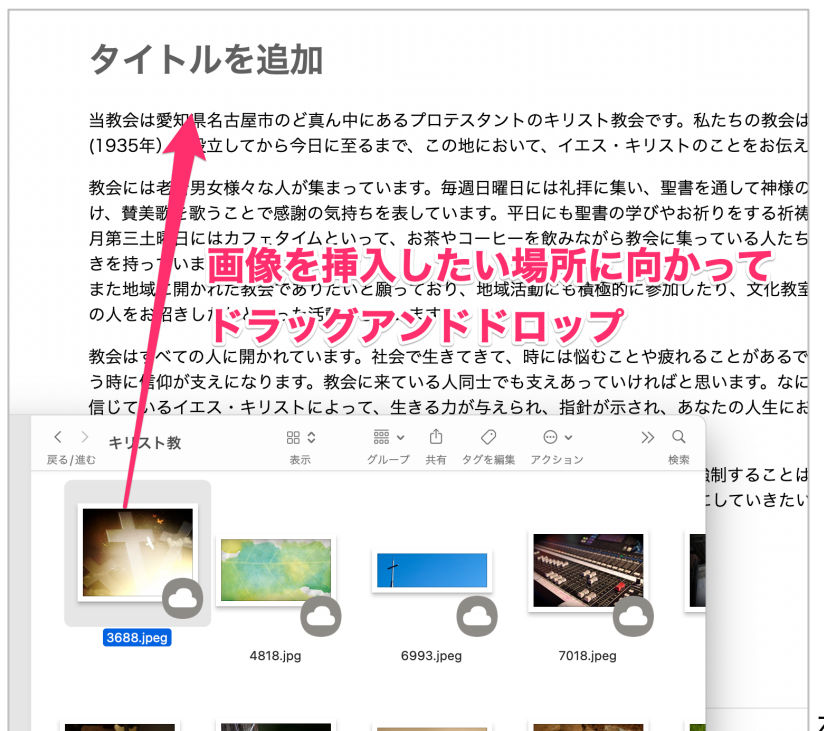 タイトルを追加
当教会は愛知県名古屋市のど真ん中にあるプロテスタントのキリスト教会です。私たちの教会は
(1935年) 設立してから今日に至るまで、この地において、イエス・キリストのことをお伝え
教会には老 男女様々な人が集まっています。毎週日曜日には礼拝に集い、聖書を通して神様の
け、賛美歌を歌うことで感謝の気持ちを表しています。平日にも聖書の学びやお祈りをする祈祷
月第三土曜日にはカフェタイムといって、お茶やコーヒーを飲みながら教会に集っている人たち
きを持っていま
画像を挿入したい場所に向かって
また地域に開かれた教会でありたいと願っており、地域活動にも積極的に参加したり、文化教室
の人をお招きした
ドラッグアンドドロップ
教会はすべての人に開かれています。社会で生きてきて、時には悩むことや疲れることがあるで
う時に信仰が支えになります。教会に来ている人同士でも支えあっていければと思います。なに
信じているイエス・キリストによって、生きる力が与えられ、指針が示され、あなたの人生にお
キリスト教
戻る/進む 表示 グループ 共有 タグを編集 アクション 検索
強制することは
にしていきたい
3688.jpeg
4818.jpg 6993.jpeg 7018.jpeg